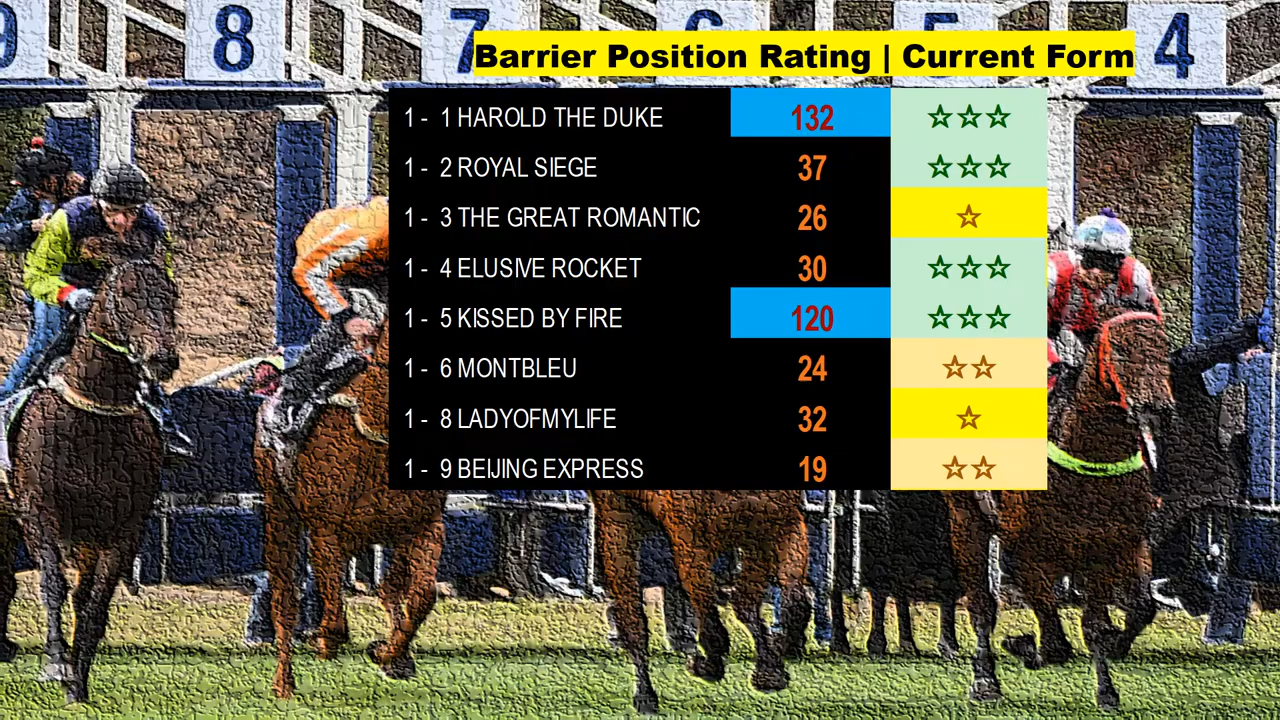 9 8 7 6 5 4
Barrier Position Rating | Current Form
1 - 1 HAROLD THE DUKE 132 ☆☆☆
1 - 2 ROYAL SIEGE 37 ☆☆☆
1 - 3 THE GREAT ROMANTIC 26 ☆
1 - 4 ELUSIVE ROCKET 30 ☆☆☆
1 - 5 KISSED BY FIRE 120 ☆☆☆
1 - 6 MONTBLEU 24 ☆☆
1 - 8 LADYOFMYLIFE 32 ☆
1 - 9 BEIJING EXPRESS 19 ☆☆